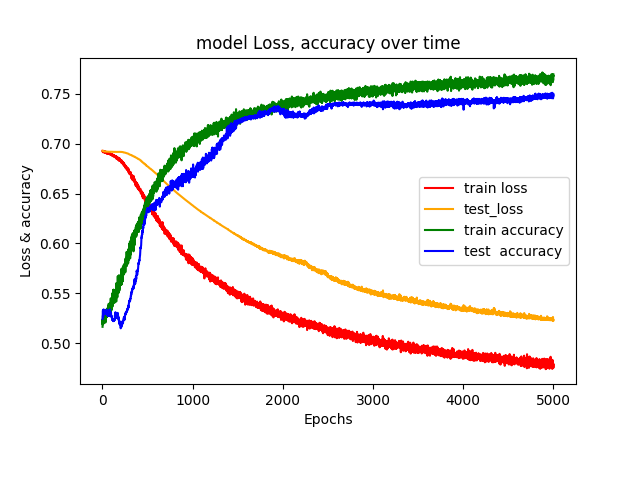 model Loss, accuracy over time
Loss & accuracy
0.75
0.70
0.65
0.60
0.55
0.50
train loss
test_loss
train accuracy
test  accuracy
0 1000 2000 3000 4000 5000
Epochs